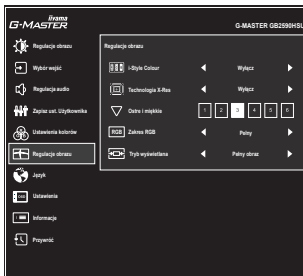 iiyama
G-MASTER
G-MASTER GB2590HSU
Regulacje obrazu
Wybór wejść
Regulacja audio
Zapisz ust. Użytkownika
Ustawienia kolorów
Regulacje obrazu
Język
OSD
Ustawienia
Informacje
Przywróć
Regulacje obrazu
i-Style Colour
Wyłącz
Technologia X-Res
Wyłącz
Ostre i miękkie
1 2 3 4 5 6
RGB
Zakres RGB
Pełny
Tryb wyświetlana
Pełny obraz